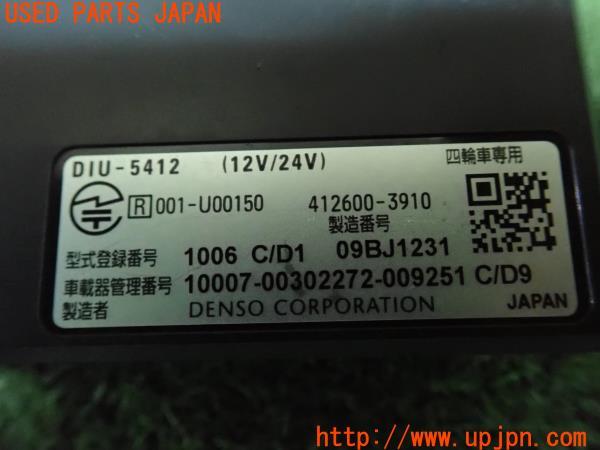 USED PARTS JAPAN
DIU-5412 (12V/24V) 四輪車専用
R 001-U00150 412600-3910
製造番号
型式登録番号 1006 C/D1 09BJ1231
車載器管理番号 10007-00302272-009251 C/D9
製造者 DENSO CORPORATION JAPAN
http://www.upjpn.com